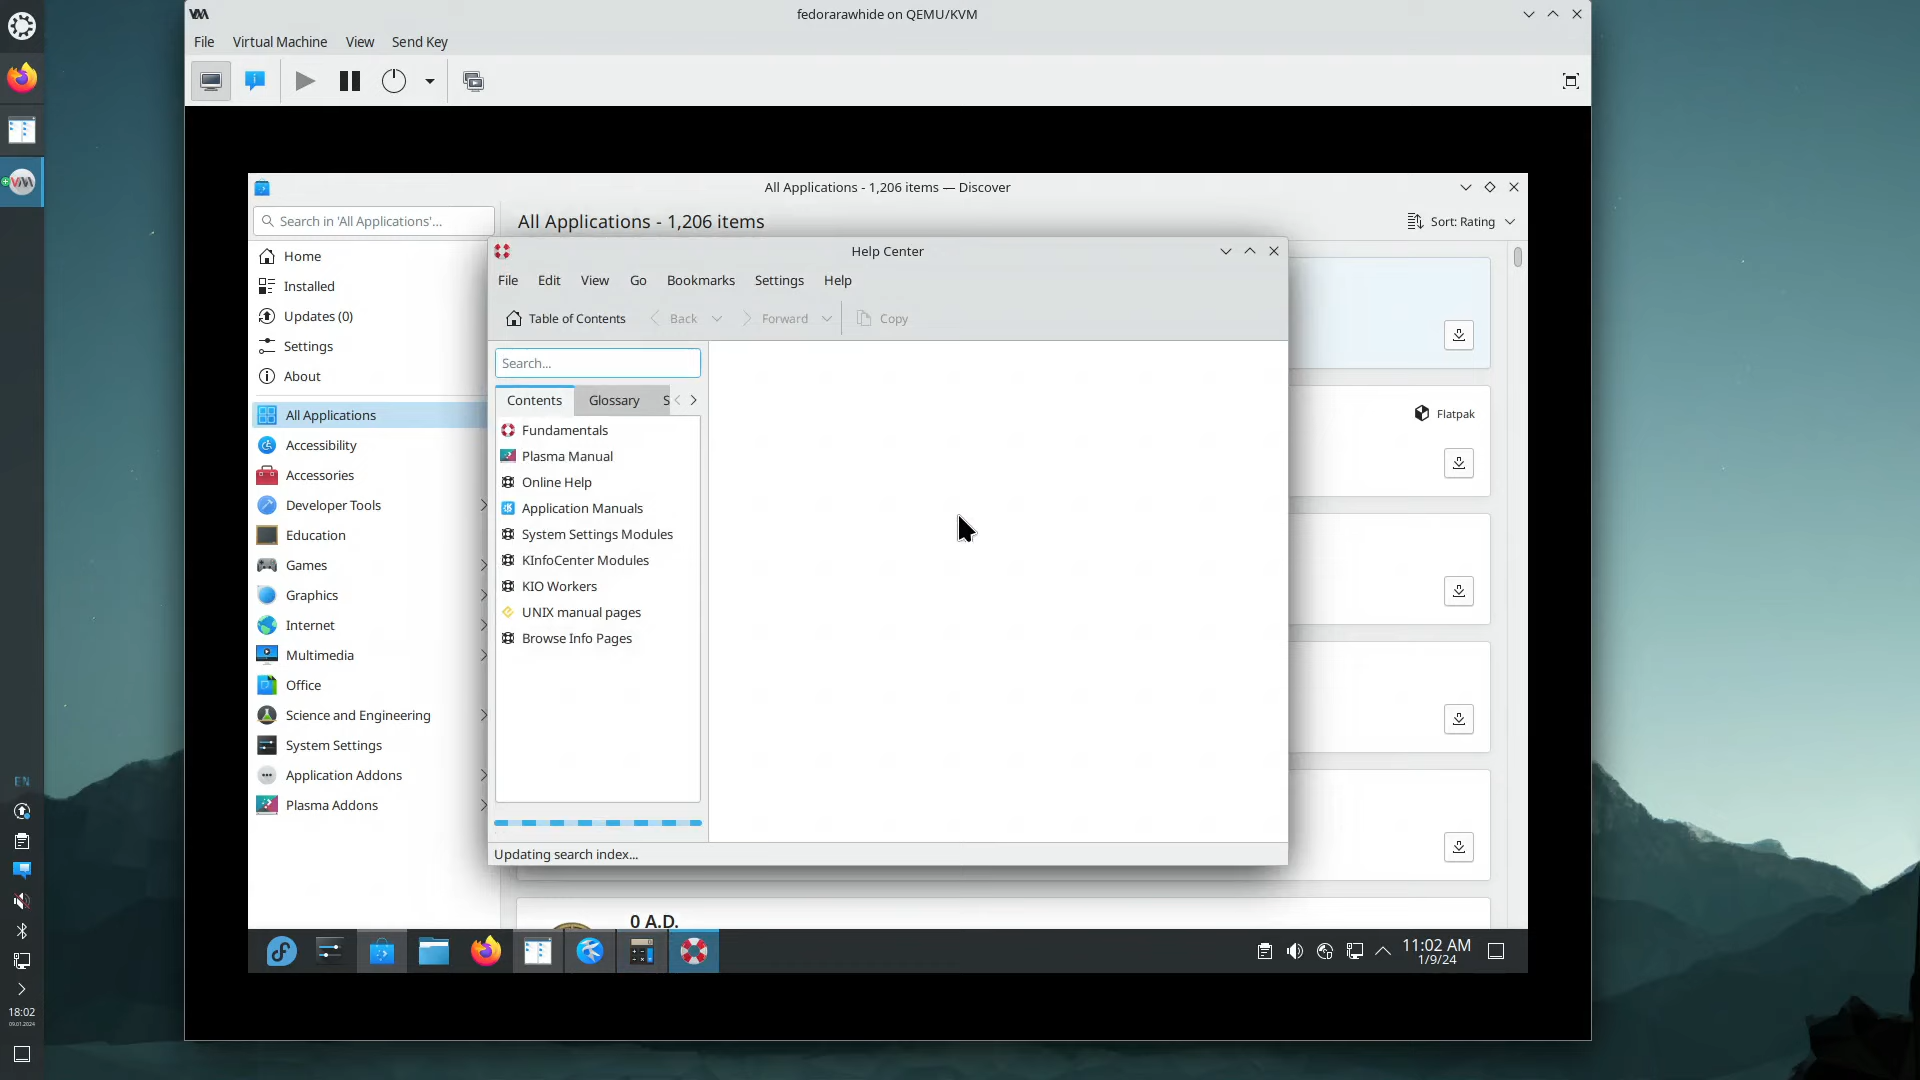 fedorarawhide on QEMU/KVM
File Virtual Machine View Send Key
All Applications - 1,206 items — Discover
Search in 'All Applications'...
All Applications - 1,206 items
Sort: Rating
Home
Installed
Updates (0)
Settings
About
All Applications
Accessibility
Accessories
Developer Tools
Education
Games
Graphics
Internet
Multimedia
Office
Science and Engineering
System Settings
Application Addons
Plasma Addons
Help Center
File Edit View Go Bookmarks Settings Help
Table of Contents Back Forward Copy
Search...
Contents Glossary S
Fundamentals
Plasma Manual
Online Help
Application Manuals
System Settings Modules
KInfoCenter Modules
KIO Workers
UNIX manual pages
Browse Info Pages
Updating search index...
Flatpak
0 A.D.
11:02 AM
1/9/24
EN
18:02
09.01.2024